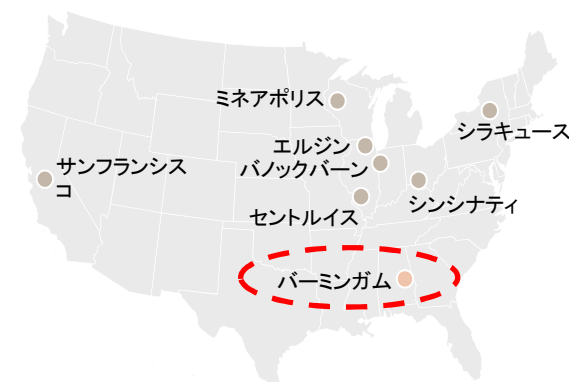 ミネアポリス
シラキュース
エルジン
バノックバーン
サンフランシス
コ
シンシナティ
セントルイス
バーミンガム